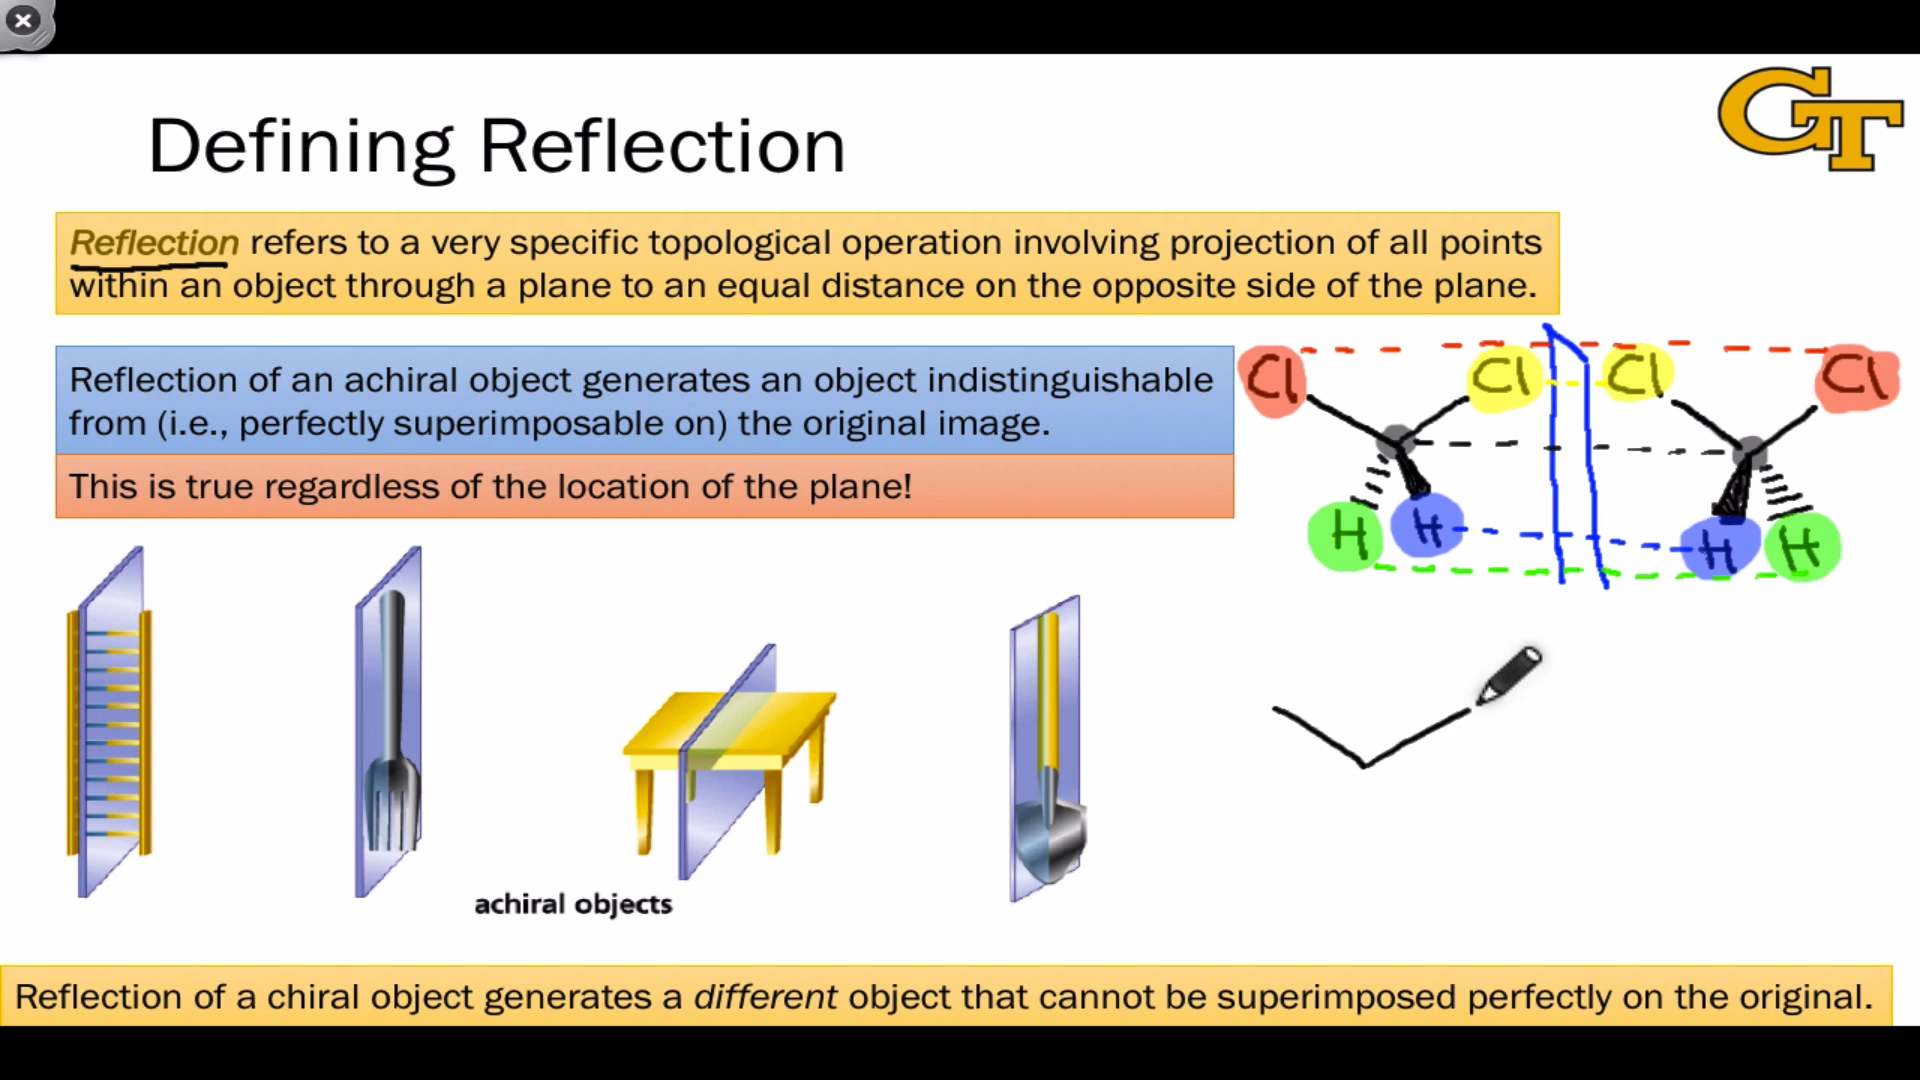 GT
Defining Reflection
Reflection refers to a very specific topological operation involving projection of all points
within an object through a plane to an equal distance on the opposite side of the plane.
Reflection of an achiral object generates an object indistinguishable
from (i.e., perfectly superimposable on) the original image.
This is true regardless of the location of the plane!
Cl Cl Cl Cl
H H H H
achiral objects
Reflection of a chiral object generates a different object that cannot be superimposed perfectly on the original.